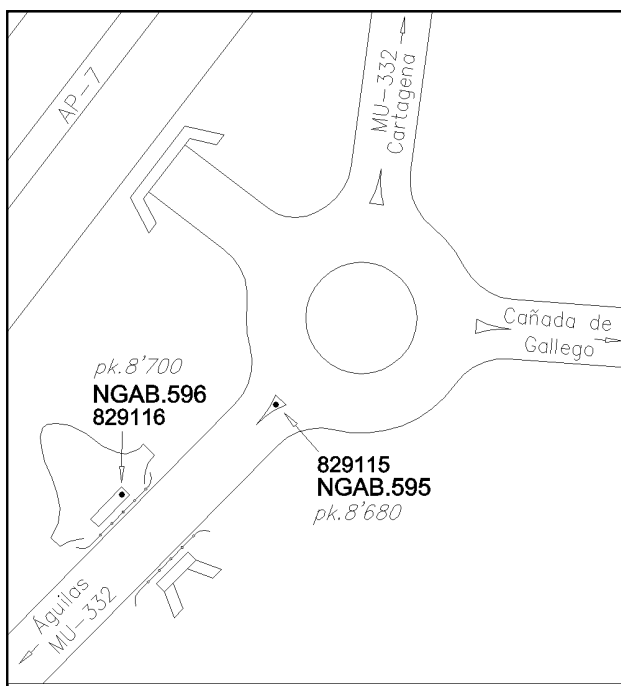 AP-7
MU-332
Cartagena
Cañada de
Gallego
pk.8'700
NGAB.596
829116
829115
NGAB.595
pk.8'680
Águilas
MU-332